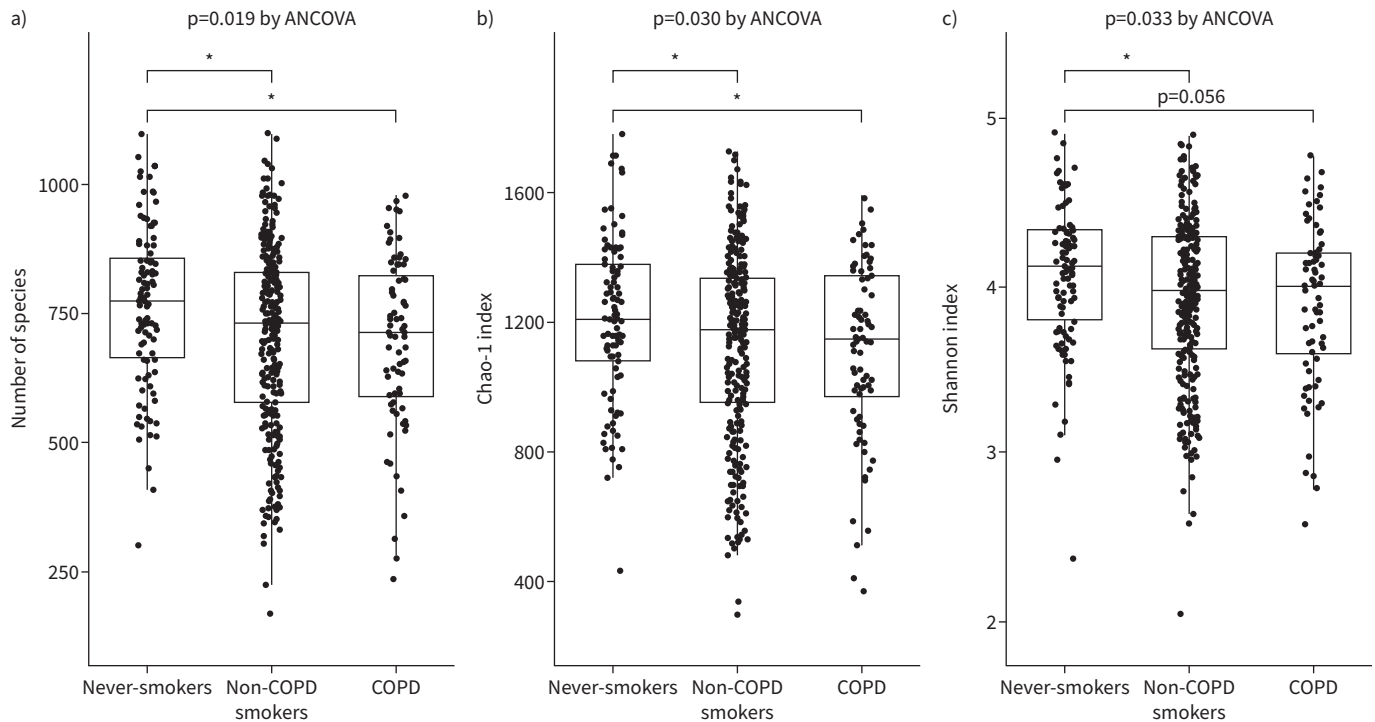 a)
p=0.019 by ANCOVA
*
*
1000
750
500
250
Number of species
Never-smokers
Non-COPD
smokers
COPD
b)
p=0.030 by ANCOVA
*
*
1600
1200
800
400
Chao-1 index
Never-smokers
Non-COPD
smokers
COPD
c)
p=0.033 by ANCOVA
*
p=0.056
5
4
3
2
Shannon index
Never-smokers
Non-COPD
smokers
COPD